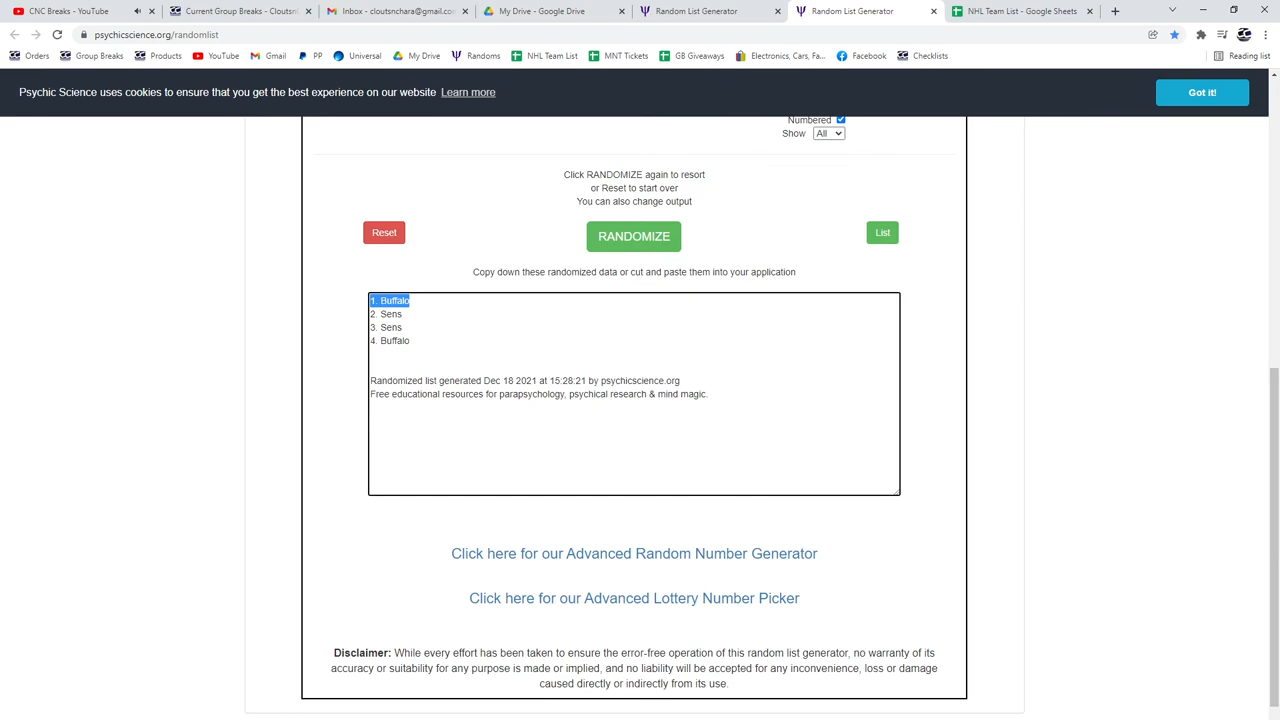 CNC Breaks - YouTube
Current Group Breaks - Cloutsn
Inbox - cloutsnchara@gmail.com
My Drive - Google Drive
Random List Generator
Random List Generator
NHL Team List - Google Sheets
psychicscience.org/randomlist
Orders
Group Breaks
Products
YouTube
Gmail
PP
Universal
My Drive
Randoms
NHL Team List
MNT Tickets
GB Giveaways
Electronics, Cars, Fa...
Facebook
Checklists
Reading list
Psychic Science uses cookies to ensure that you get the best experience on our website Learn more
Got it!
Numbered
Show All
Click RANDOMIZE again to resort
or Reset to start over
You can also change output
Reset
RANDOMIZE
List
Copy down these randomized data or cut and paste them into your application
1. Buffalo
2. Sens
3. Sens
4. Buffalo
Randomized list generated Dec 18 2021 at 15:28:21 by psychicscience.org
Free educational resources for parapsychology, psychical research & mind magic.
Click here for our Advanced Random Number Generator
Click here for our Advanced Lottery Number Picker
Disclaimer: While every effort has been taken to ensure the error-free operation of this random list generator, no warranty of its
accuracy or suitability for any purpose is made or implied, and no liability will be accepted for any inconvenience, loss or damage
caused directly or indirectly from its use.